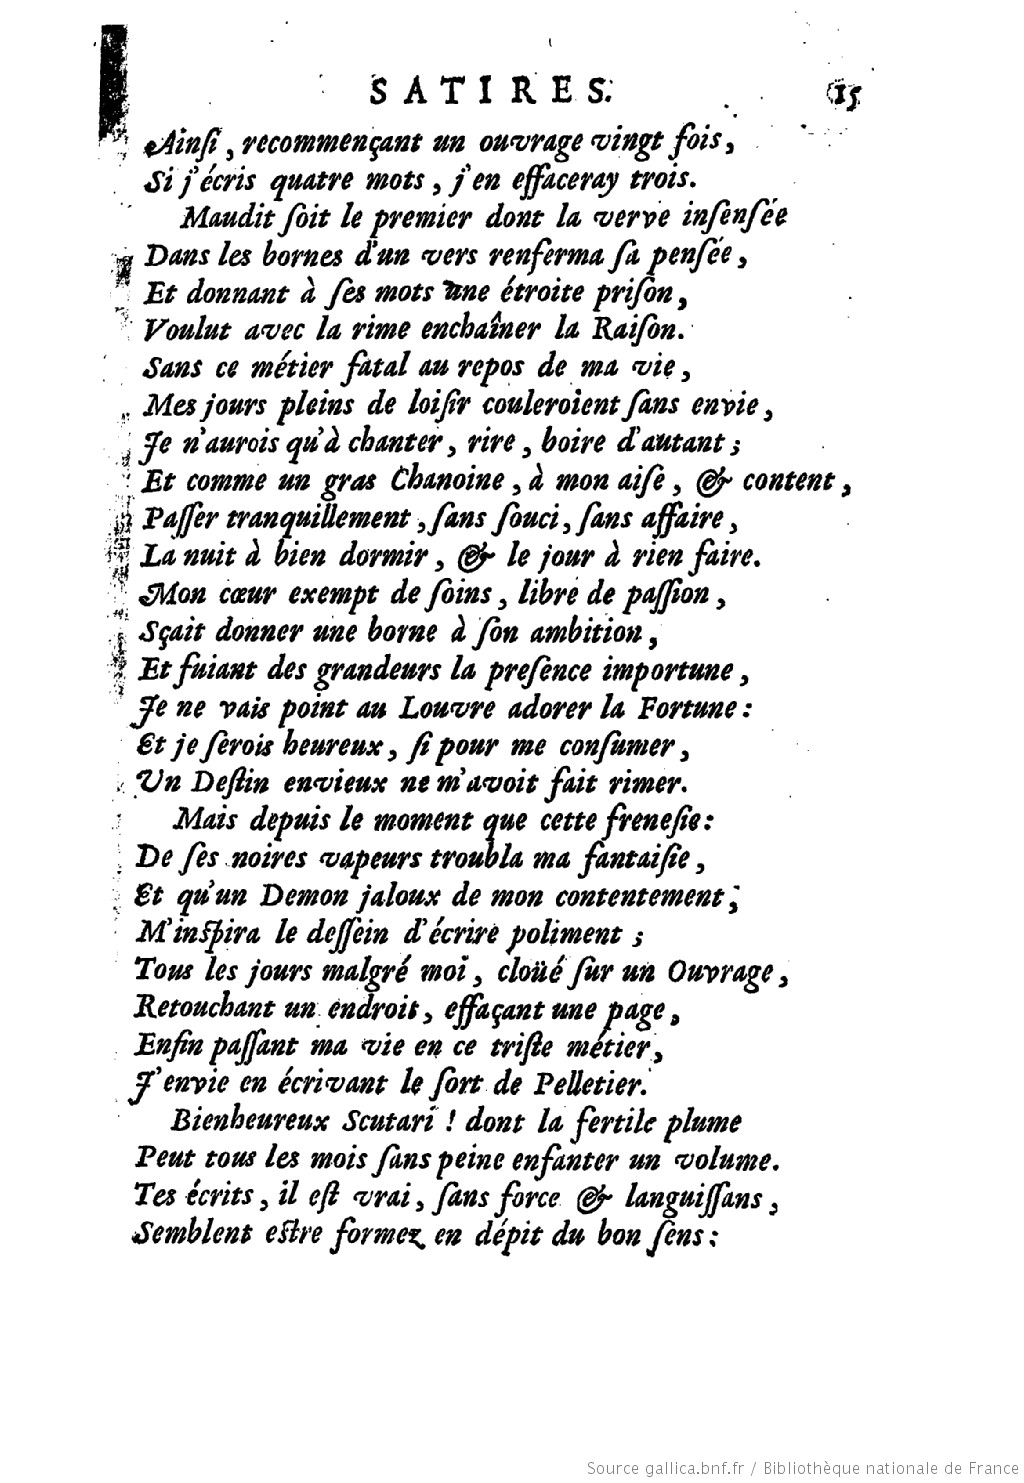 SATIRES. 15
Ainſi, recommençant un ouvrage vingt fois,
Si j'écris quatre mots, j'en effaceray trois.
Maudit ſoit le premier dont la verve inſenſée
Dans les bornes d'un vers renferma ſa penſée,
Et donnant à ſes mots une étroite priſon,
Voulut avec la rime enchaîner la Raiſon.
Sans ce métier fatal au repos de ma vie,
Mes jours pleins de loiſir couleroient ſans envie,
Je n'aurois qu'à chanter, rire, boire d'autant;
Et comme un gras Chanoine, à mon aiſe, & content,
Paſſer tranquillement, ſans ſouci, ſans affaire,
La nuit à bien dormir, & le jour à rien faire.
Mon cœur exempt de ſoins, libre de paſſion,
Sçait donner une borne à ſon ambition,
Et fuiant des grandeurs la preſence importune,
Je ne vais point au Louvre adorer la Fortune:
Et je ſerois heureux, ſi pour me conſumer,
Un Deſtin envieux ne m'avoit fait rimer.
Mais depuis le moment que cette freneſie:
De ſes noires vapeurs troubla ma fantaiſie,
Et qu'un Demon jaloux de mon contentement;
M'inſpira le deſſein d'écrire poliment;
Tous les jours malgré moi, cloüé ſur un Ouvrage,
Retouchant un endroit, effaçant une page,
Enfin paſſant ma vie en ce triſte métier,
J'envie en écrivant le ſort de Pelletier.
Bienheureux Scutari! dont la fertile plume
Peut tous les mois ſans peine enfanter un volume.
Tes écrits, il eſt vrai, ſans force & languiſſans,
Semblent eſtre formez en dépit du bon ſens:
Source gallica.bnf.fr / Bibliothèque nationale de France